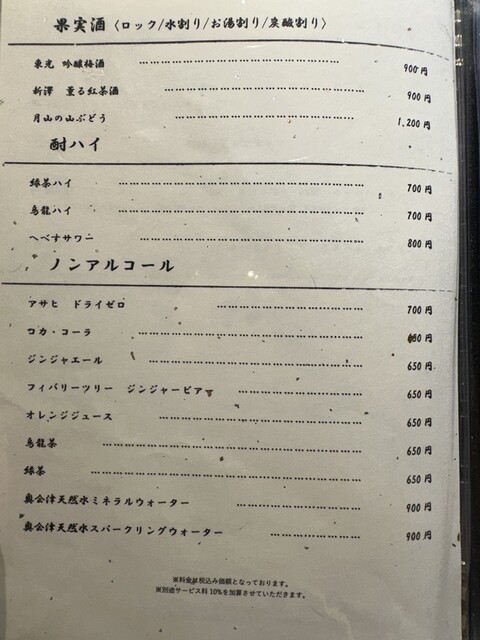 果実酒〈ロック/水割り/お湯割り/炭酸割り〉
東光 吟醸梅酒 900円
新澤 薫る紅茶酒 900円
月山の山ぶどう 1,200円
酎ハイ
緑茶ハイ 700円
烏龍ハイ 700円
へべすサワー 800円
ノンアルコール
アサヒ ドライゼロ 700円
コカ・コーラ 円
ジンジャエール 650円
フィバリーツリー ジンジャービアー 650円
オレンジジュース 650円
烏龍茶 650円
緑茶 650円
奥会津天然水ミネラルウォーター 900円
奥会津天然水スパークリングウォーター 900円
※料金は税込み価額となっております。
※別途サービス料10%を加算させていただきます。